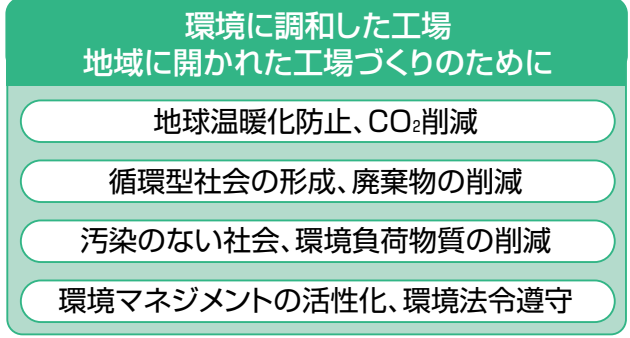 環境に調和した工場
地域に開かれた工場づくりのために
地球温暖化防止、CO₂削減
循環型社会の形成、廃棄物の削減
汚染のない社会、環境負荷物質の削減
環境マネジメントの活性化、環境法令遵守